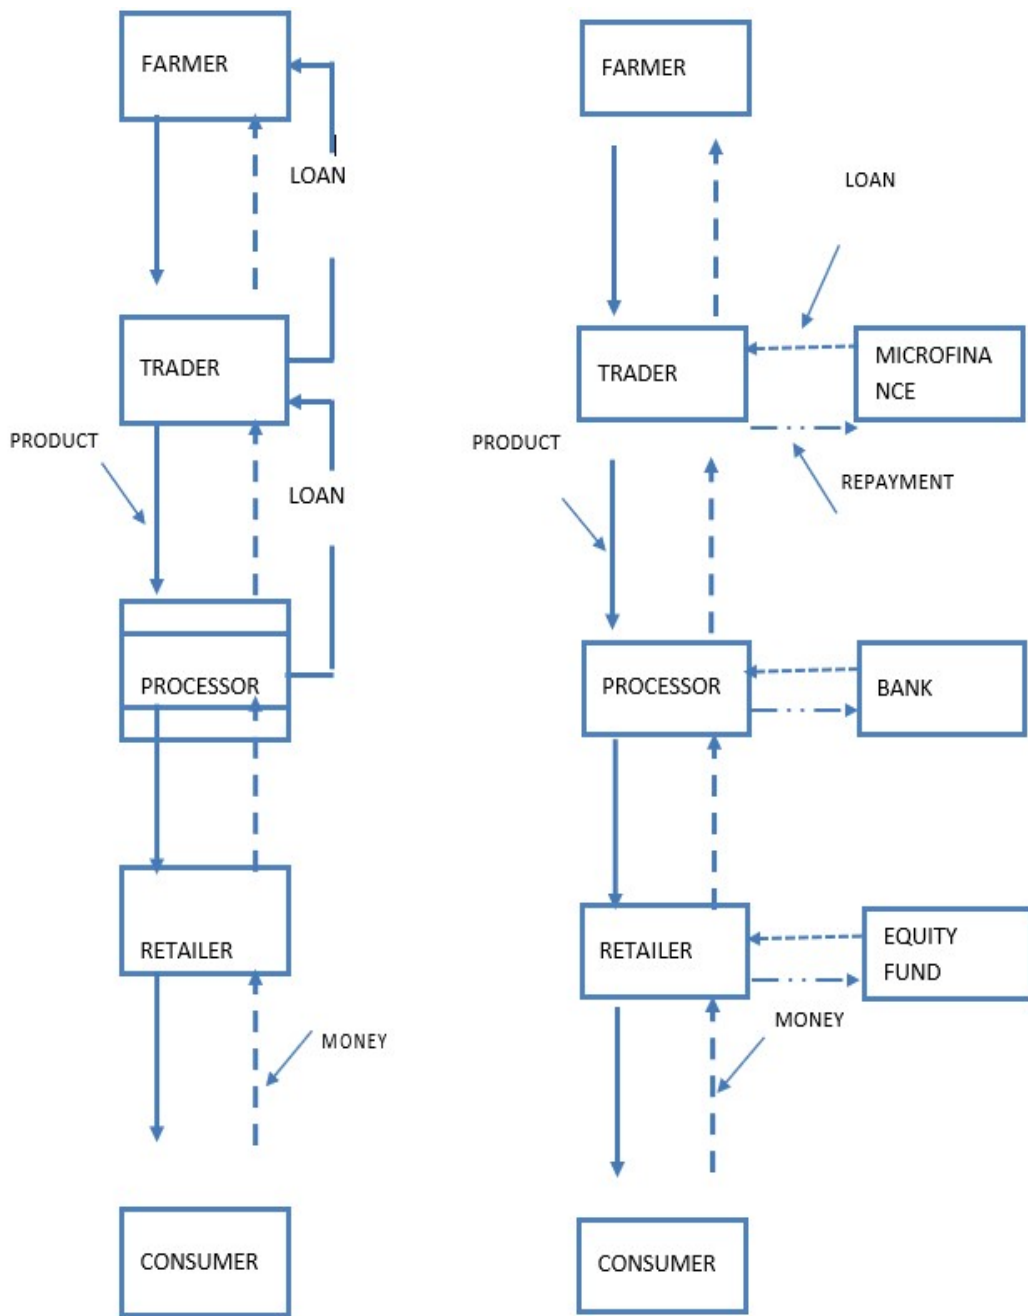 FARMER
LOAN
TRADER
PRODUCT
LOAN
PROCESSOR
RETAILER
MONEY
CONSUMER
FARMER
LOAN
TRADER
MICROFINA
NCE
PRODUCT
REPAYMENT
PROCESSOR
BANK
RETAILER
EQUITY
FUND
MONEY
CONSUMER